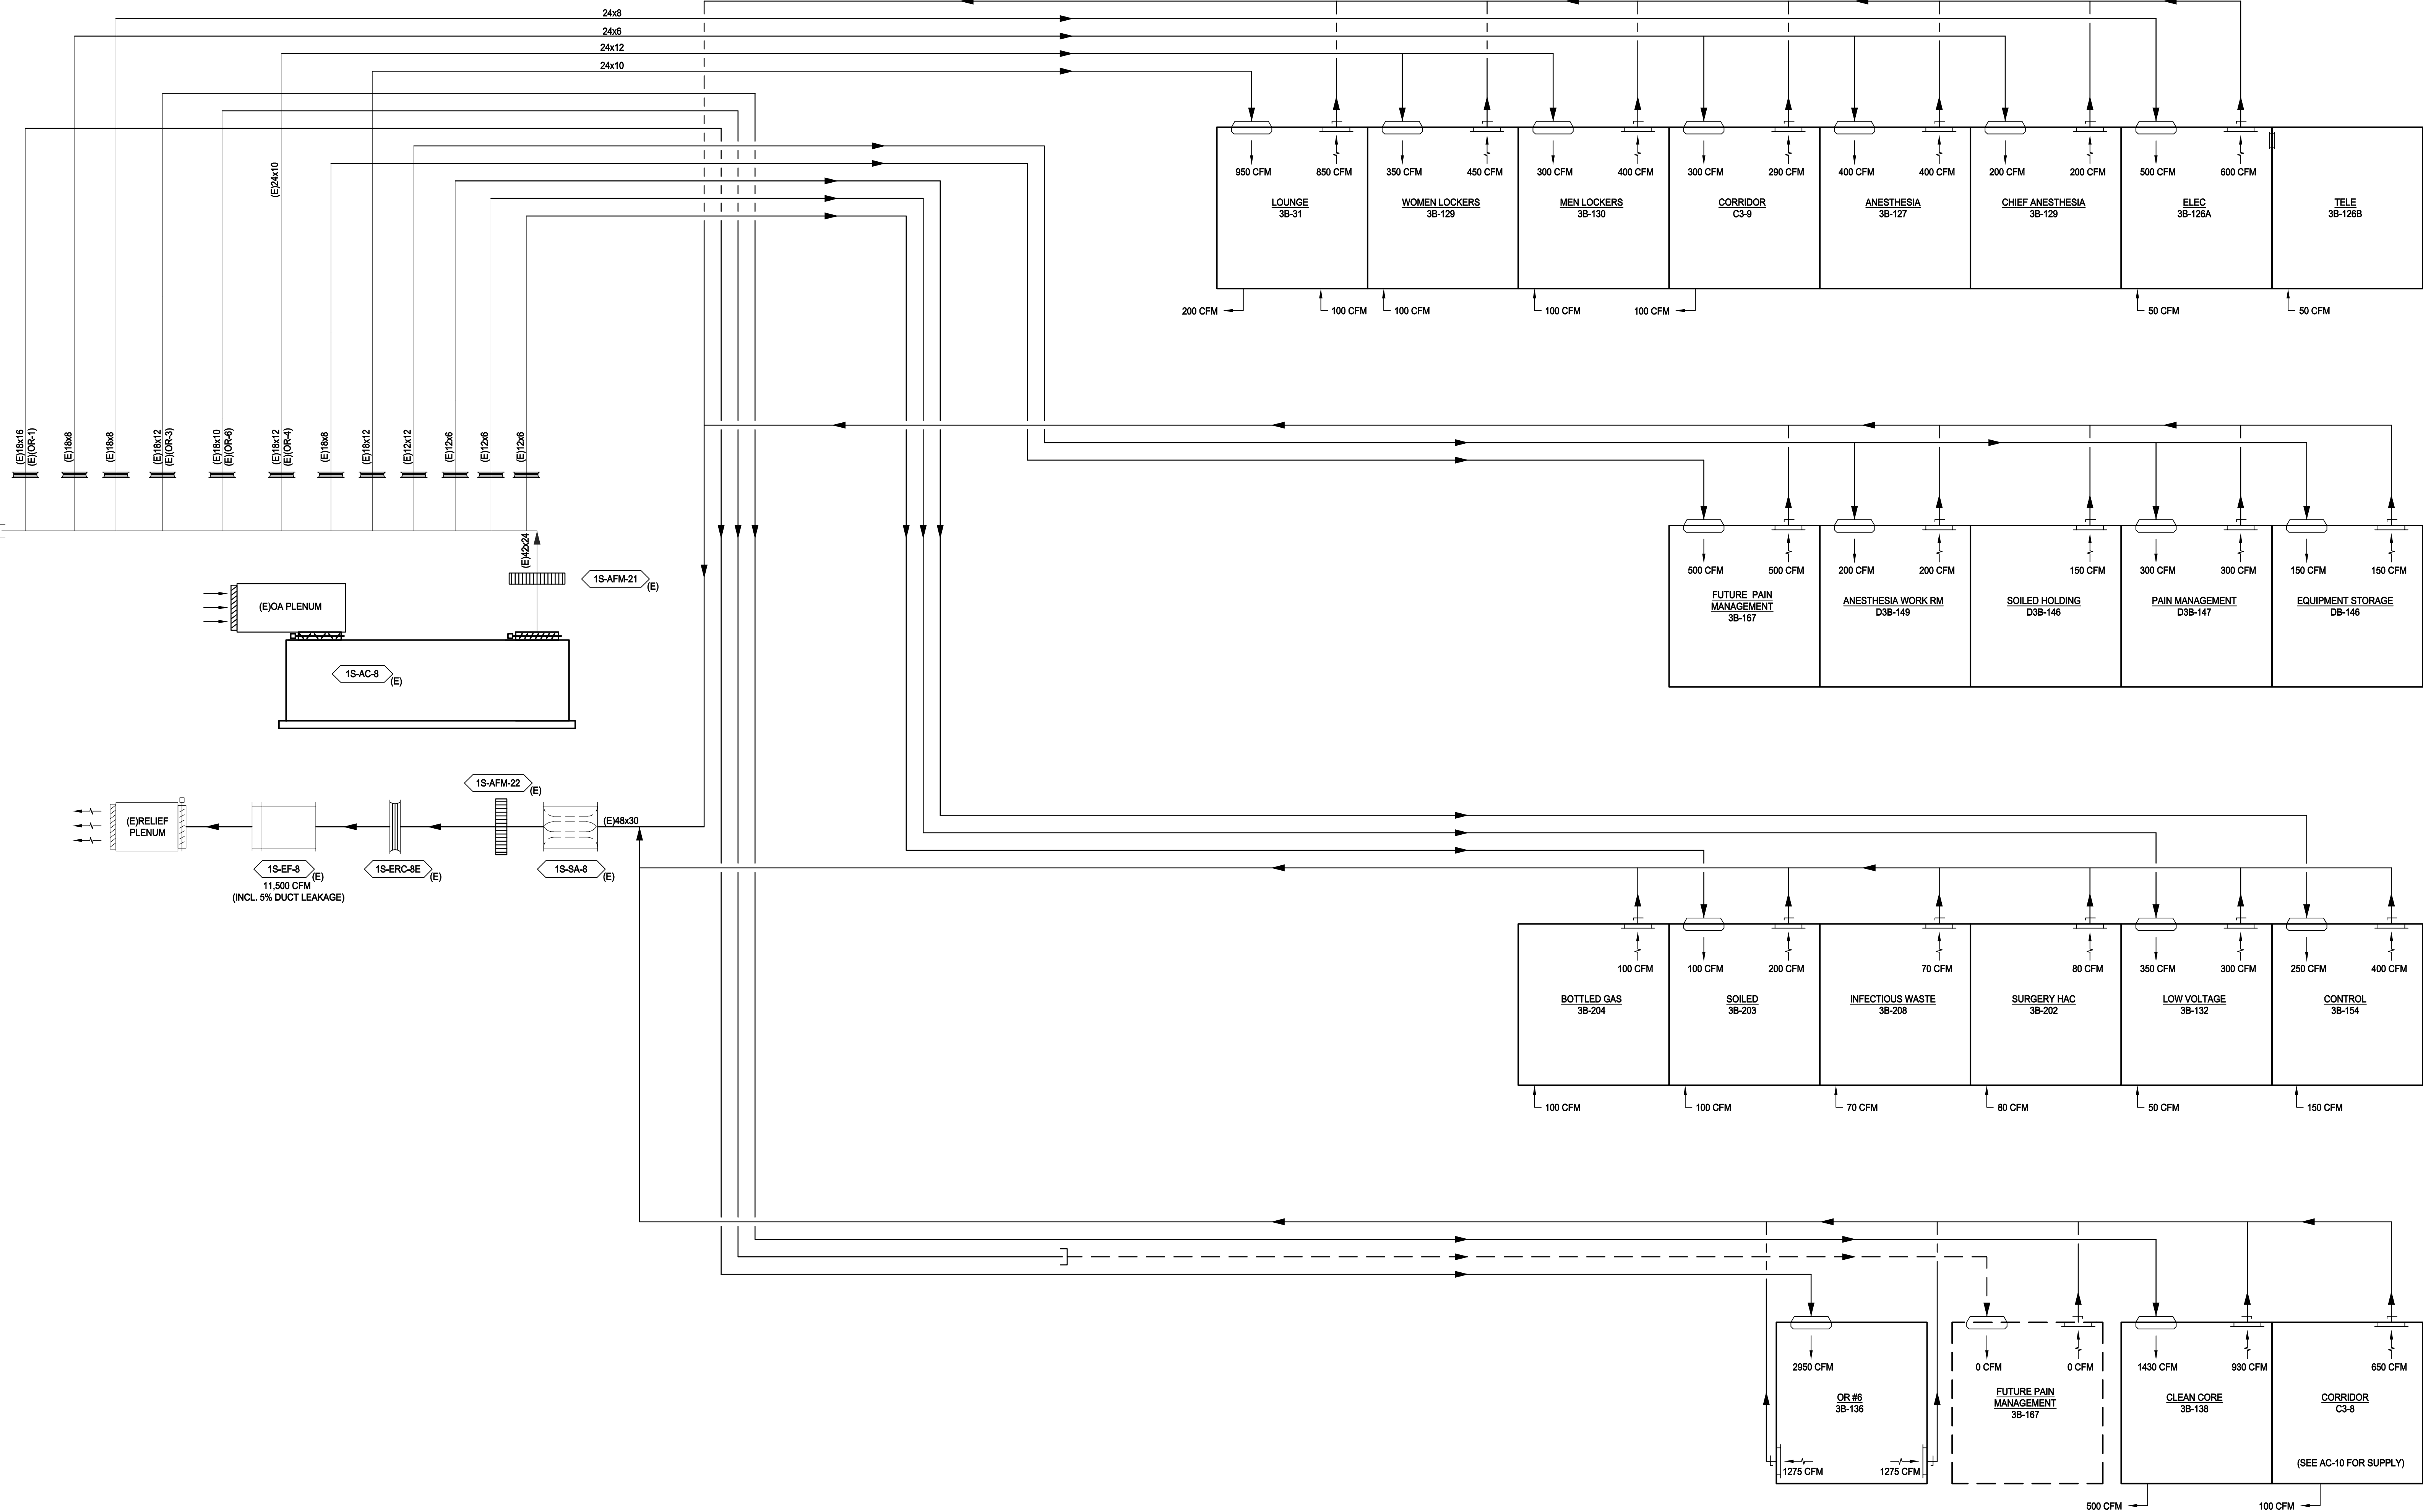 24x8
24x6
24x12
24x10
(E)24x10
950 CFM
850 CFM
350 CFM
450 CFM
300 CFM
400 CFM
300 CFM
290 CFM
400 CFM
400 CFM
200 CFM
200 CFM
500 CFM
600 CFM
LOUNGE
3B-31
WOMEN LOCKERS
3B-129
MEN LOCKERS
3B-130
CORRIDOR
C3-9
ANESTHESIA
3B-127
CHIEF ANESTHESIA
3B-129
ELEC
3B-126A
TELE
3B-126B
200 CFM
100 CFM
100 CFM
100 CFM
100 CFM
50 CFM
50 CFM
(E)18x16
(E)(OR-1)
(E)18x8
(E)18x8
(E)18x12
(E)(OR-3)
(E)18x10
(E)(OR-6)
(E)18x12
(E)(OR-4)
(E)18x8
(E)18x12
(E)12x12
(E)12x6
(E)12x6
(E)12x6
(E)42x24
1S-AFM-21
(E)
(E)OA PLENUM
1S-AC-8
(E)
500 CFM
500 CFM
200 CFM
200 CFM
150 CFM
300 CFM
300 CFM
150 CFM
150 CFM
FUTURE PAIN
MANAGEMENT
3B-167
ANESTHESIA WORK RM
D3B-149
SOILED HOLDING
D3B-146
PAIN MANAGEMENT
D3B-147
EQUIPMENT STORAGE
DB-146
1S-AFM-22
(E)
(E)RELIEF
PLENUM
(E)48x30
1S-EF-8
(E)
11,500 CFM
(INCL. 5% DUCT LEAKAGE)
1S-ERC-8E
(E)
1S-SA-8
(E)
100 CFM
100 CFM
200 CFM
70 CFM
80 CFM
350 CFM
300 CFM
250 CFM
400 CFM
BOTTLED GAS
3B-204
SOILED
3B-203
INFECTIOUS WASTE
3B-208
SURGERY HAC
3B-202
LOW VOLTAGE
3B-132
CONTROL
3B-154
100 CFM
100 CFM
70 CFM
80 CFM
50 CFM
150 CFM
2950 CFM
0 CFM
0 CFM
1430 CFM
930 CFM
650 CFM
OR #6
3B-136
FUTURE PAIN
MANAGEMENT
3B-167
CLEAN CORE
3B-138
CORRIDOR
C3-8
1275 CFM
1275 CFM
(SEE AC-10 FOR SUPPLY)
500 CFM
100 CFM